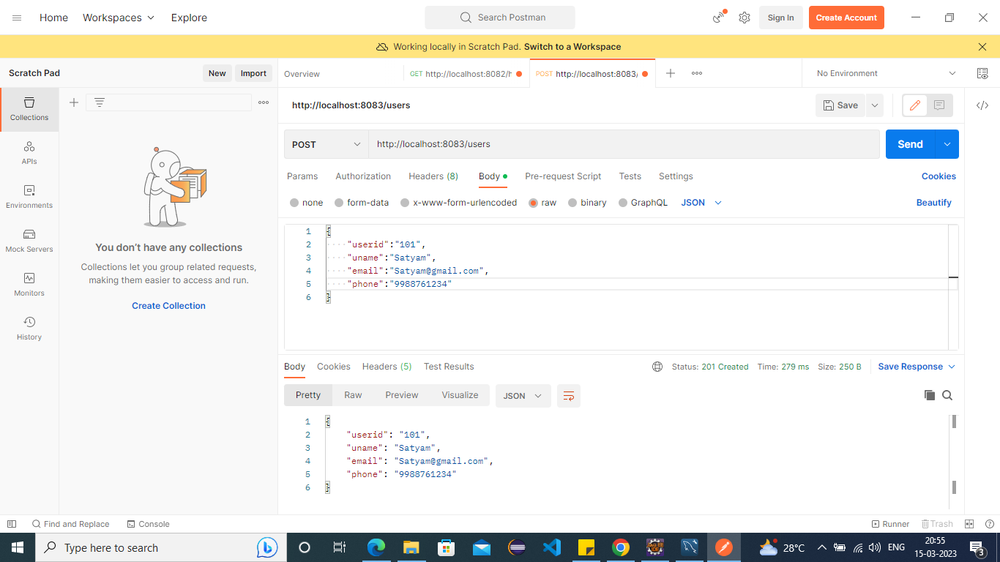 Home Workspaces Explore Search Postman Sign In Create Account
Working locally in Scratch Pad. Switch to a Workspace
Scratch Pad New Import
Overview GET http://localhost:8082/h POST http://localhost:8083/ No Environment
http://localhost:8083/users Save
Collections
APIs
Environments
Mock Servers
Monitors
History
You don’t have any collections
Collections let you group related requests,
making them easier to access and run.
Create Collection
POST http://localhost:8083/users Send
Params Authorization Headers (8) Body Pre-request Script Tests Settings Cookies
none form-data x-www-form-urlencoded raw binary GraphQL JSON Beautify
1 {
2 "userid":"101",
3 "uname":"Satyam",
4 "email":"Satyam@gmail.com",
5 "phone":"9988761234"
6 }
Body Cookies Headers (5) Test Results Status: 201 Created Time: 279 ms Size: 250 B Save Response
Pretty Raw Preview Visualize JSON
1 {
2 "userid": "101",
3 "uname": "Satyam",
4 "email": "Satyam@gmail.com",
5 "phone": "9988761234"
6 }
Find and Replace Console Runner Trash
Type here to search 28°C ENG 20:55
15-03-2023 3